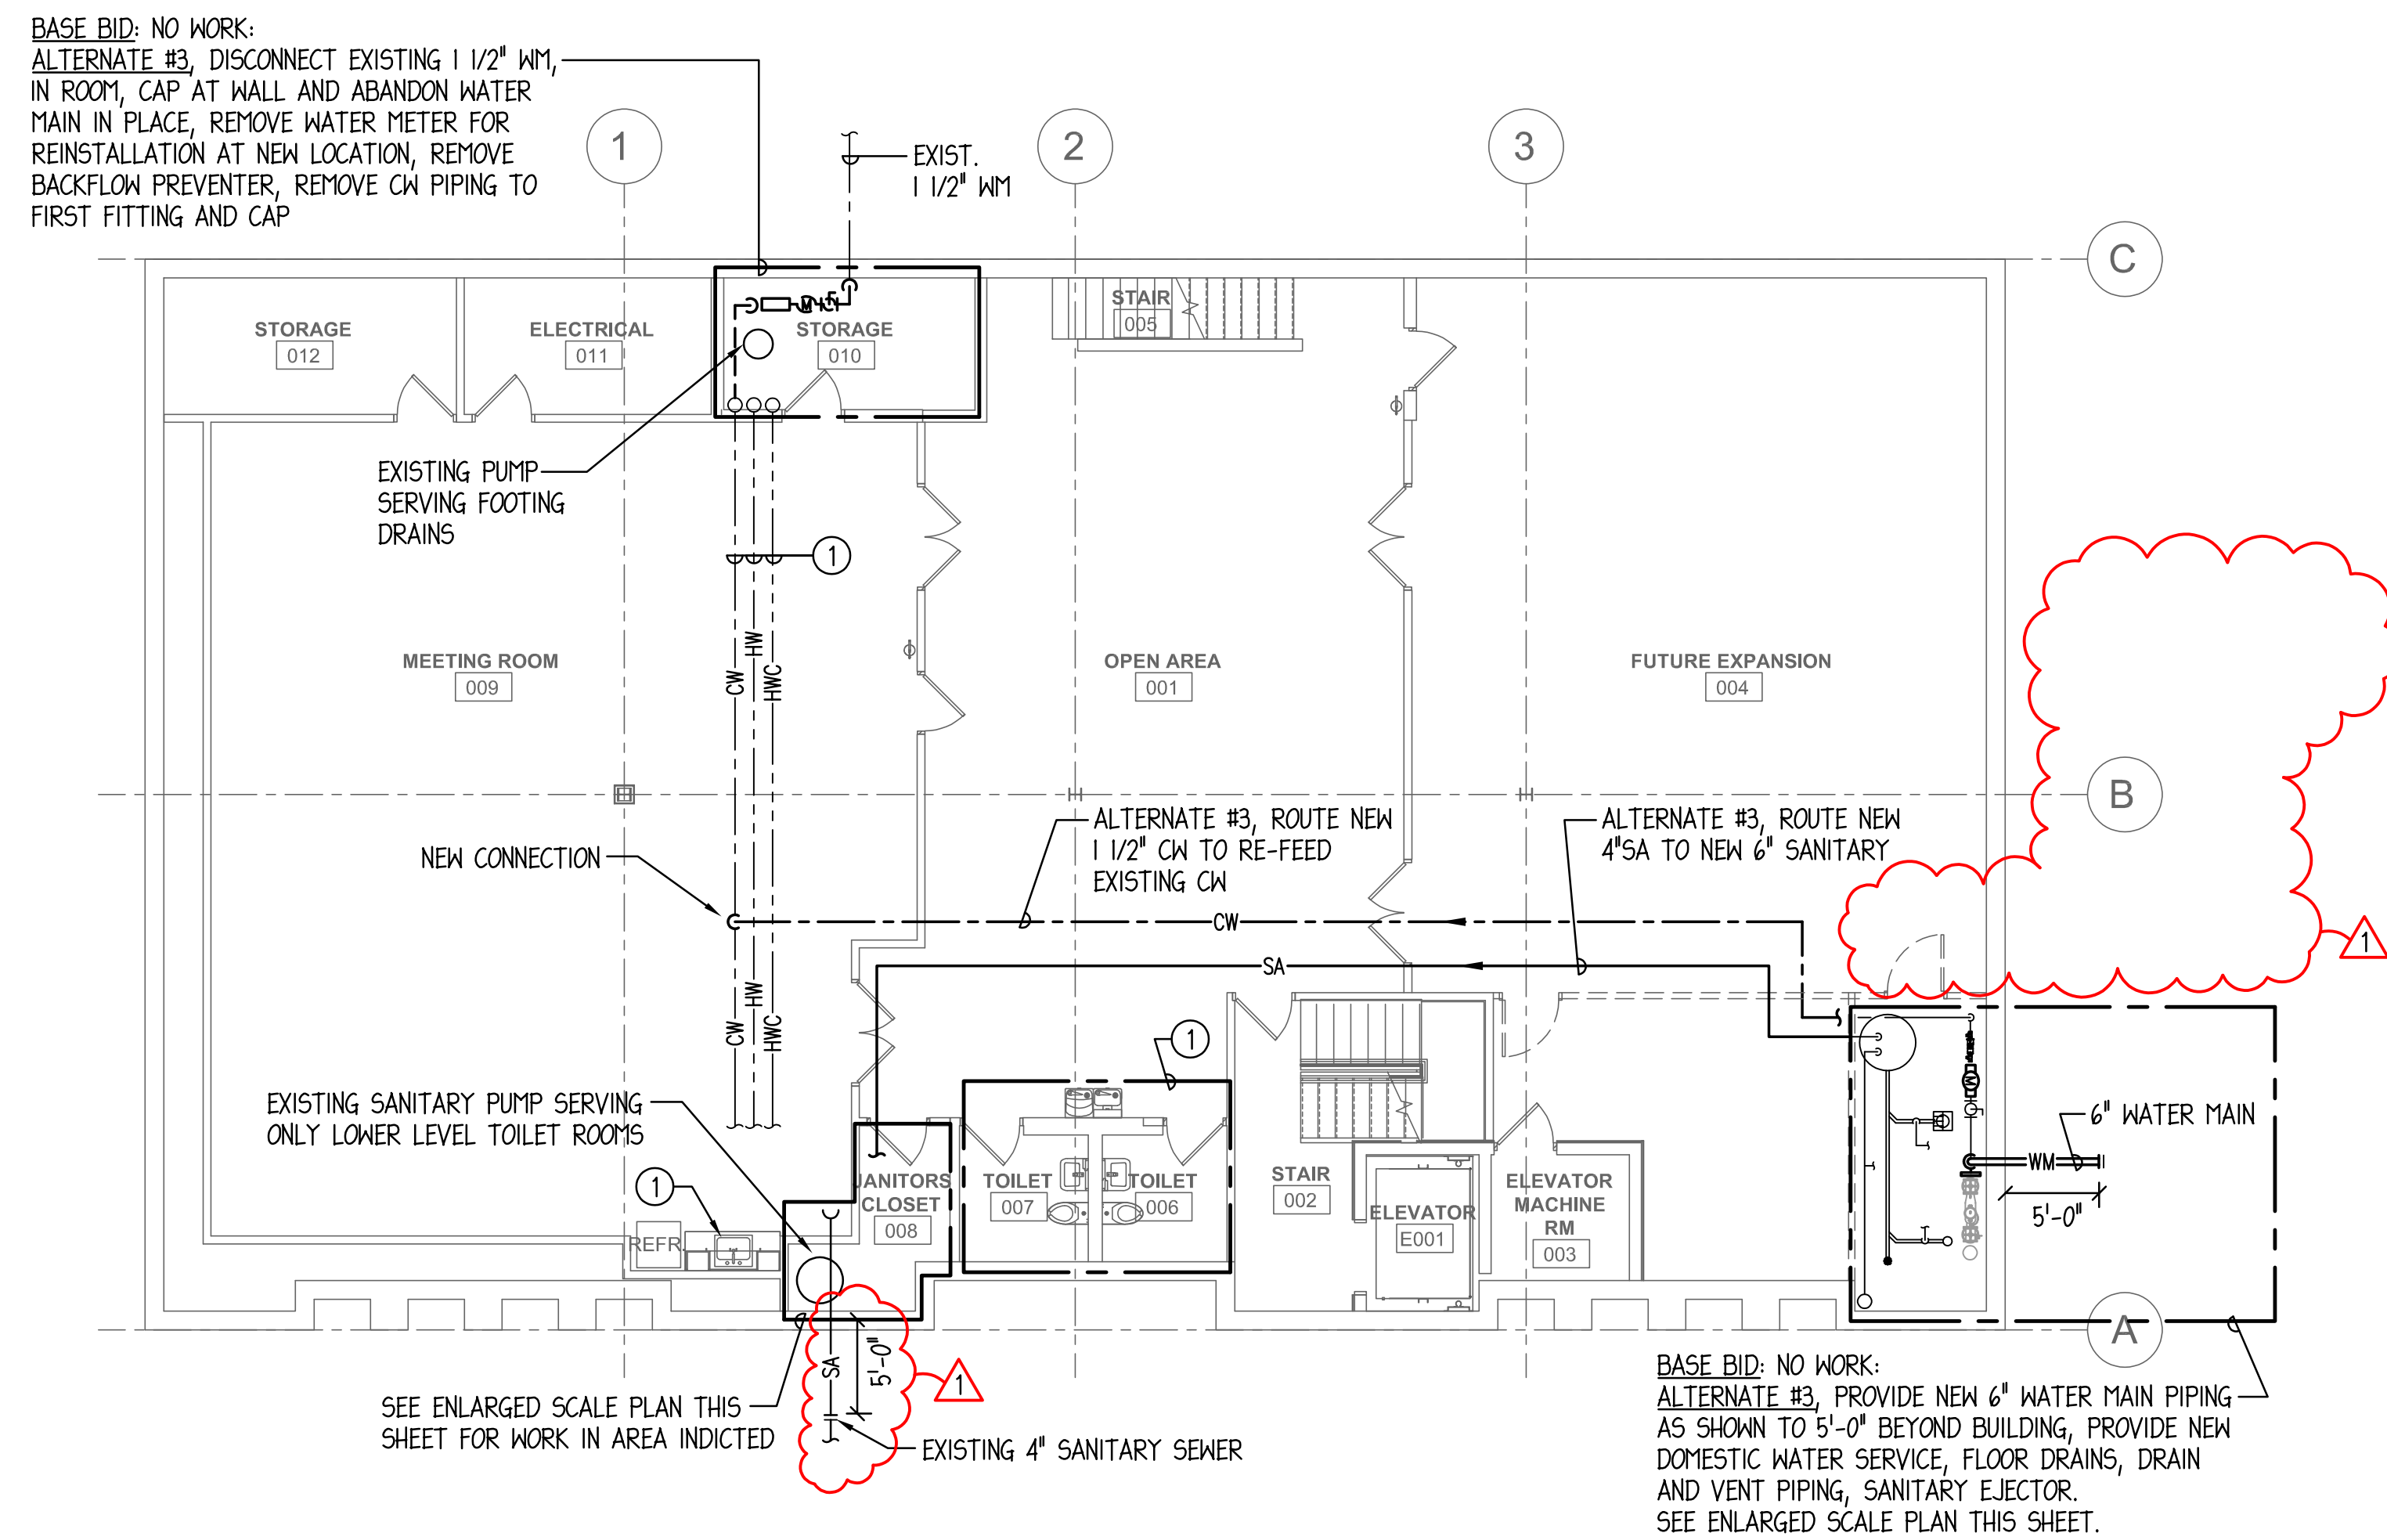 BASE BID: NO WORK:
ALTERNATE #3, DISCONNECT EXISTING 1 1/2" WM,
IN ROOM, CAP AT WALL AND ABANDON WATER
MAIN IN PLACE, REMOVE WATER METER FOR
REINSTALLATION AT NEW LOCATION, REMOVE
BACKFLOW PREVENTER, REMOVE CW PIPING TO
FIRST FITTING AND CAP
1
2
3
EXIST.
1 1/2" WM
C
STORAGE
012
ELECTRICAL
011
M
STORAGE
010
STAIR
005
EXISTING PUMP
SERVING FOOTING
DRAINS
1
HW
CW
HWC
MEETING ROOM
009
OPEN AREA
001
FUTURE EXPANSION
004
B
ALTERNATE #3, ROUTE NEW
1 1/2" CW TO RE-FEED
EXISTING CW
ALTERNATE #3, ROUTE NEW
4"SA TO NEW 6" SANITARY
NEW CONNECTION
CW
1
SA
HW
CW
HWC
1
EXISTING SANITARY PUMP SERVING
ONLY LOWER LEVEL TOILET ROOMS
M
6" WATER MAIN
WM
5'-0"
1
JANITORS
CLOSET
008
TOILET
007
TOILET
006
STAIR
002
ELEVATOR
E001
ELEVATOR
MACHINE
RM
003
REFR.
A
SA
5'-0"
1
SEE ENLARGED SCALE PLAN THIS
SHEET FOR WORK IN AREA INDICTED
EXISTING 4" SANITARY SEWER
BASE BID: NO WORK:
ALTERNATE #3, PROVIDE NEW 6" WATER MAIN PIPING
AS SHOWN TO 5'-0" BEYOND BUILDING, PROVIDE NEW
DOMESTIC WATER SERVICE, FLOOR DRAINS, DRAIN
AND VENT PIPING, SANITARY EJECTOR.
SEE ENLARGED SCALE PLAN THIS SHEET.